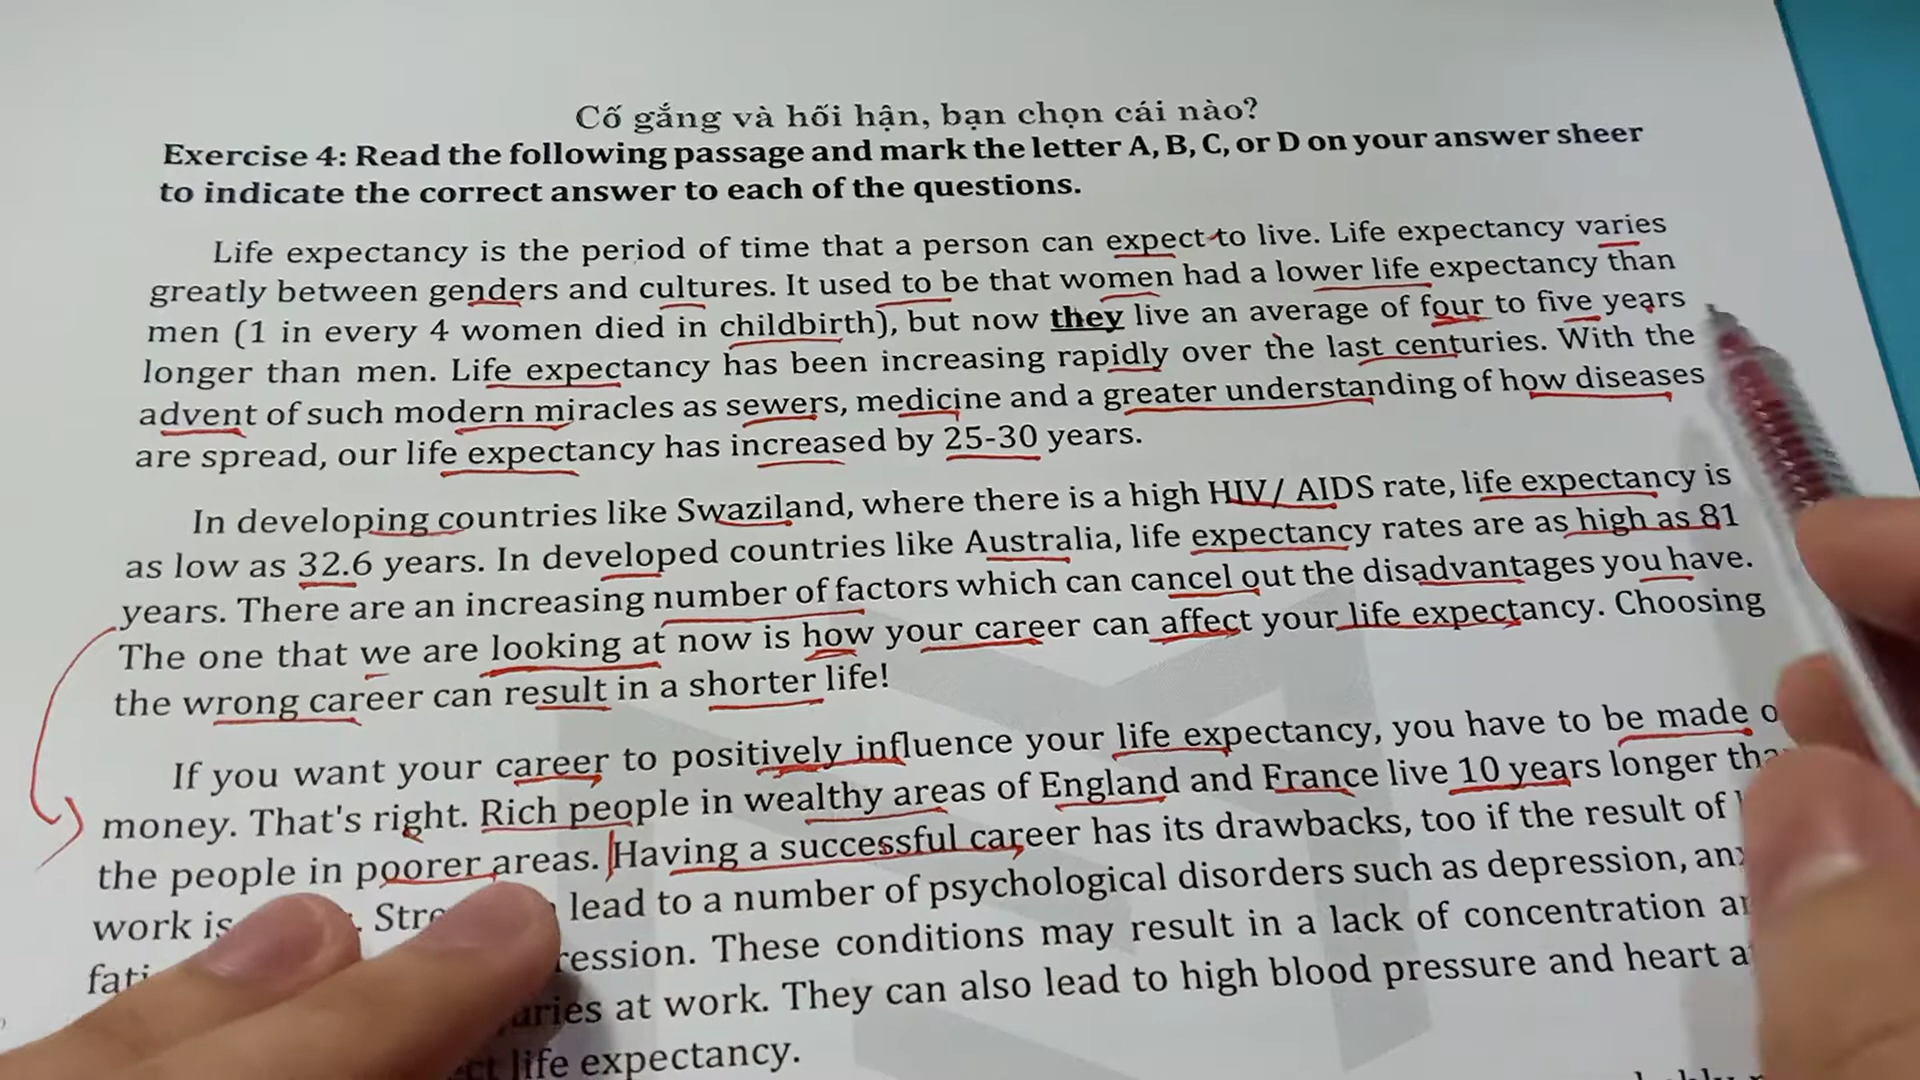 Cố gắng và hối hận, bạn chọn cái nào?
Exercise 4: Read the following passage and mark the letter A, B, C, or D on your answer sheer
to indicate the correct answer to each of the questions.
Life expectancy is the period of time that a person can expect to live. Life expectancy varies
greatly between genders and cultures. It used to be that women had a lower life expectancy than
men (1 in every 4 women died in childbirth), but now they live an average of four to five years
longer than men. Life expectancy has been increasing rapidly over the last centuries. With the
advent of such modern miracles as sewers, medicine and a greater understanding of how diseases
are spread, our life expectancy has increased by 25-30 years.
In developing countries like Swaziland, where there is a high HIV/ AIDS rate, life expectancy is
as low as 32.6 years. In developed countries like Australia, life expectancy rates are as high as 81
years. There are an increasing number of factors which can cancel out the disadvantages you have.
The one that we are looking at now is how your career can affect your life expectancy. Choosing
the wrong career can result in a shorter life!
If you want your career to positively influence your life expectancy, you have to be made
money. That's right. Rich people in wealthy areas of England and France live 10 years longer
the people in poorer areas. Having a successful career has its drawbacks, too if the result of
work is lead to a number of psychological disorders such as depression,
These conditions may result in a lack of concentration
at work. They can also lead to high blood pressure and heart
life expectancy.